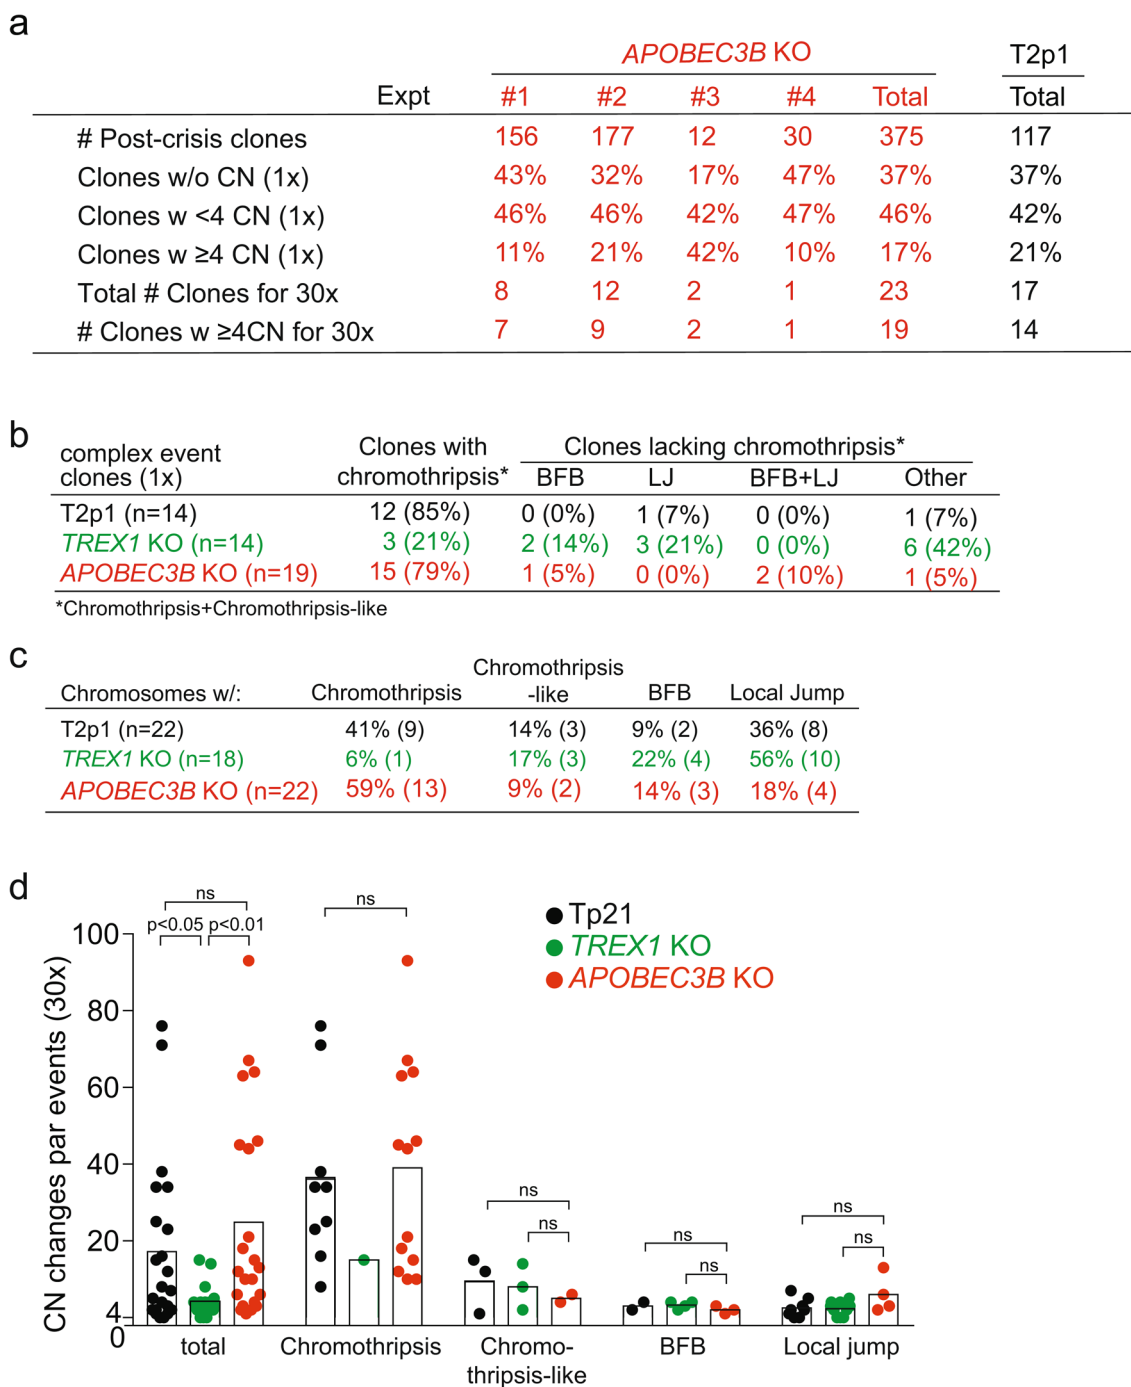 a
APOBEC3B KO T2p1
Expt #1 #2 #3 #4 Total Total
# Post-crisis clones 156 177 12 30 375 117
Clones w/o CN (1x) 43% 32% 17% 47% 37% 37%
Clones w <4 CN (1x) 46% 46% 42% 47% 46% 42%
Clones w ≥4 CN (1x) 11% 21% 42% 10% 17% 21%
Total # Clones for 30x 8 12 2 1 23 17
# Clones w ≥4CN for 30x 7 9 2 1 19 14
b
complex event Clones with Clones lacking chromothripsis*
clones (1x) chromothripsis* BFB LJ BFB+LJ Other
T2p1 (n=14) 12 (85%) 0 (0%) 1 (7%) 0 (0%) 1 (7%)
TREX1 KO (n=14) 3 (21%) 2 (14%) 3 (21%) 0 (0%) 6 (42%)
APOBEC3B KO (n=19) 15 (79%) 1 (5%) 0 (0%) 2 (10%) 1 (5%)
*Chromothripsis+Chromothripsis-like
c
Chromothripsis
Chromosomes w/: Chromothripsis -like BFB Local Jump
T2p1 (n=22) 41% (9) 14% (3) 9% (2) 36% (8)
TREX1 KO (n=18) 6% (1) 17% (3) 22% (4) 56% (10)
APOBEC3B KO (n=22) 59% (13) 9% (2) 14% (3) 18% (4)
d
ns ns
p<0.05 p<0.01
Tp21
TREX1 KO
APOBEC3B KO
CN changes par events (30x)
100
80
60
40
20
4
0
ns
ns
ns
ns
ns
ns
total Chromothripsis Chromo- BFB Local jump
thripsis-like